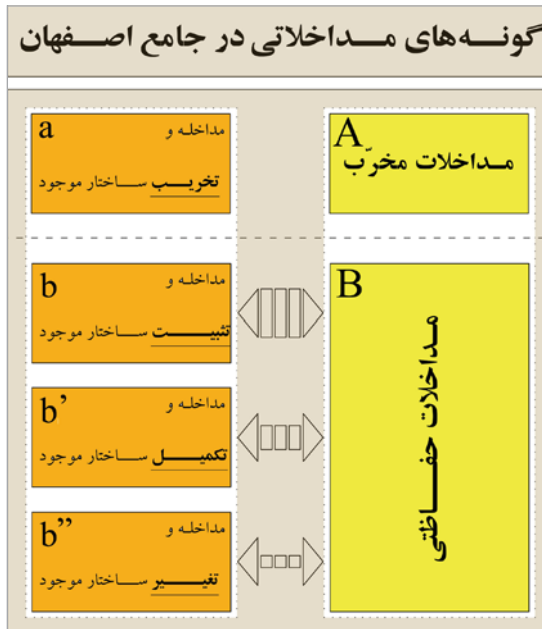 گونه‌های مداخلاتی در جامع اصفهان
A
مداخلات مخرّب
a
مداخله و
تخریب ساختار موجود
B
مداخلات حفاظتی
b
مداخله و
تثبیت ساختار موجود
b’
مداخله و
تکمیل ساختار موجود
b’’
مداخله و
تغییر ساختار موجود